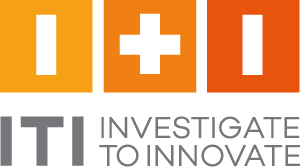 I+I
ITI INVESTIGATE
TO INNOVATE